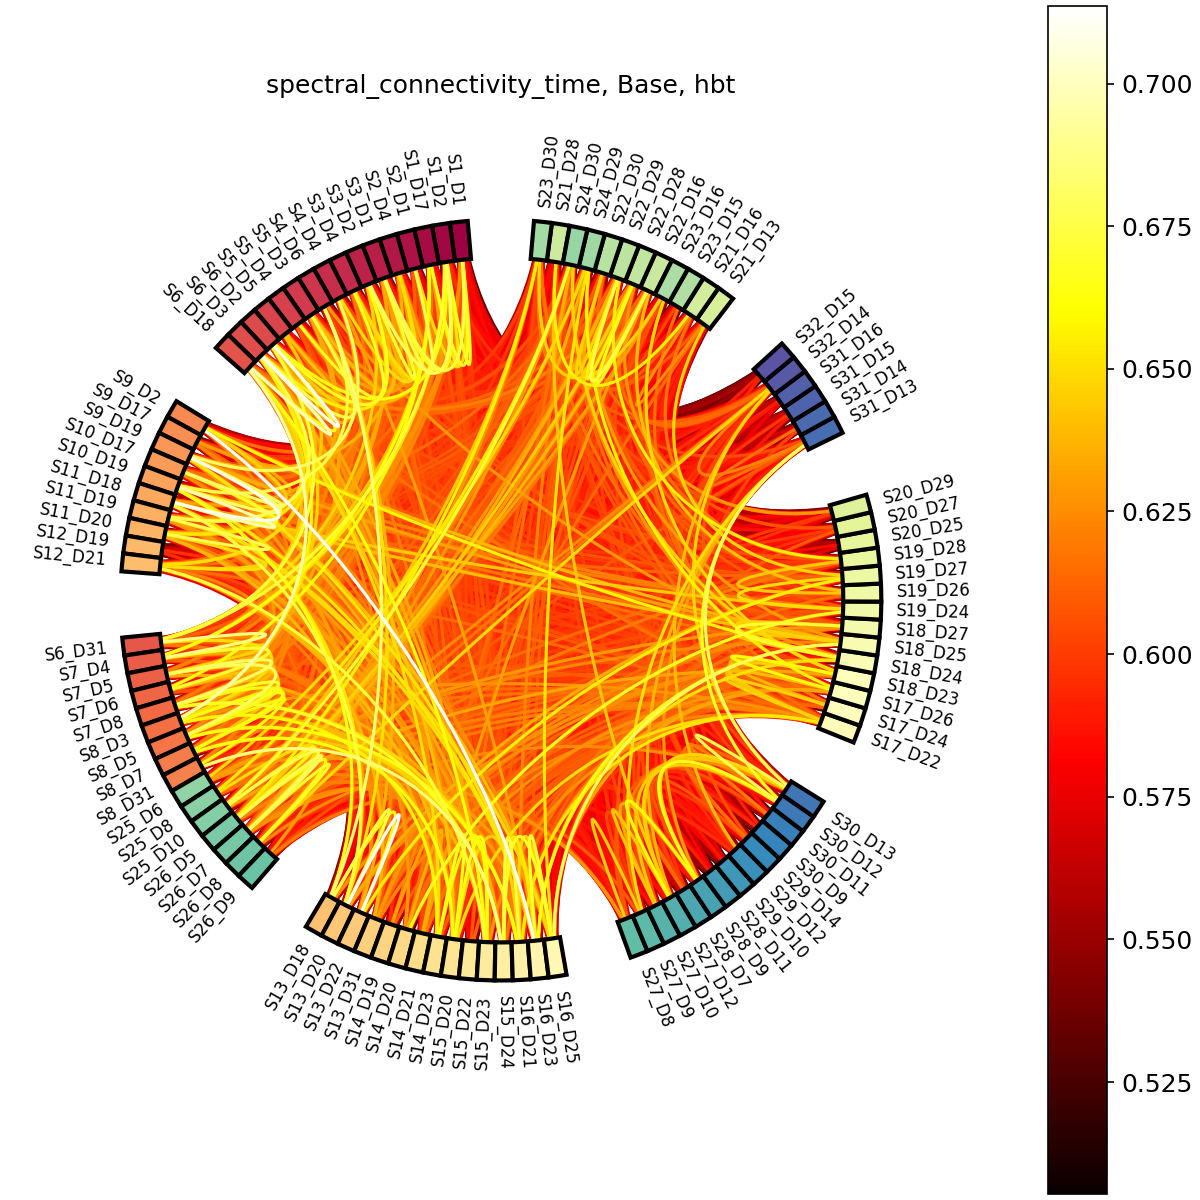 spectral_connectivity_time, Base, hbt
S1_D1
S1_D2
S1_D17
S2_D1
S2_D4
S3_D1
S3_D2
S3_D4
S4_D4
S4_D6
S5_D3
S5_D4
S5_D5
S6_D2
S6_D3
S6_D18
S9_D2
S9_D17
S9_D19
S10_D17
S10_D19
S11_D18
S11_D19
S11_D20
S12_D19
S12_D21
S6_D31
S7_D4
S7_D5
S7_D6
S7_D8
S8_D3
S8_D5
S8_D7
S8_D31
S25_D6
S25_D8
S25_D10
S26_D5
S26_D7
S26_D8
S26_D9
S13_D18
S13_D20
S13_D22
S13_D31
S14_D19
S14_D20
S14_D21
S14_D23
S15_D20
S15_D22
S15_D23
S15_D24
S16_D21
S16_D23
S16_D25
S27_D8
S27_D9
S27_D10
S27_D12
S28_D7
S28_D9
S28_D11
S29_D10
S29_D12
S29_D14
S30_D9
S30_D11
S30_D12
S30_D13
S17_D22
S17_D24
S17_D26
S18_D23
S18_D24
S18_D25
S18_D27
S19_D24
S19_D26
S19_D27
S19_D28
S20_D25
S20_D27
S20_D29
S31_D13
S31_D14
S31_D15
S31_D16
S32_D14
S32_D15
S21_D13
S21_D16
S23_D15
S23_D16
S22_D16
S22_D28
S22_D29
S22_D30
S24_D29
S24_D30
S21_D28
S23_D30
0.700
0.675
0.650
0.625
0.600
0.575
0.550
0.525